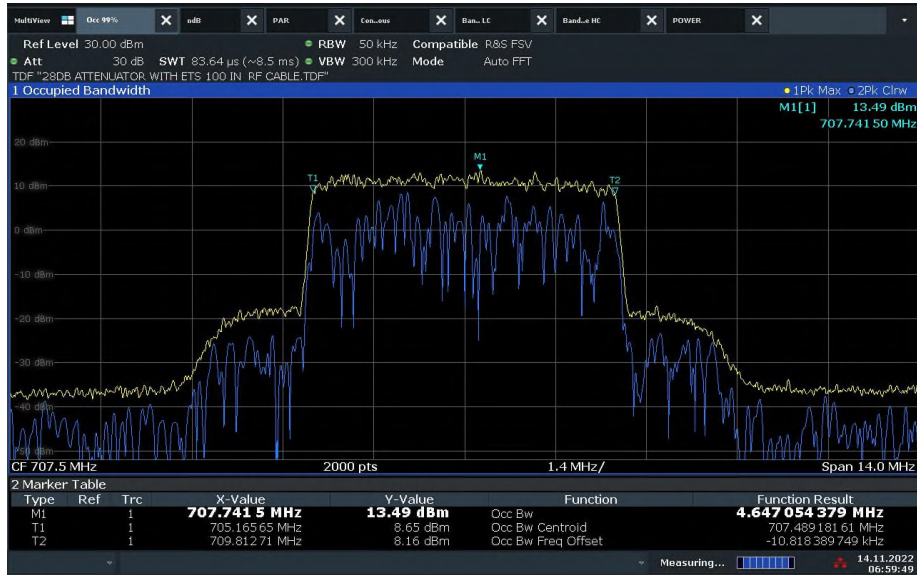 MultiView Occ 99% ndB PAR Con..ous Ban.. LC Band..e HC POWER
Ref Level 30.00 dBm RBW 50 kHz Compatible R&S FSV
Att 30 dB SWT 83.64 µs (~8.5 ms) VBW 300 kHz Mode Auto FFT
TDF "28DB ATTENUATOR WITH ETS 100 IN RF CABLE.TDF"
1 Occupied Bandwidth 1Pk Max 2Pk Clrw
M1[1] 13.49 dBm
707.741 50 MHz
20 dBm
M1
T1 T2
10 dBm
0 dBm
-10 dBm
-20 dBm
-30 dBm
-40 dBm
-50 dBm
CF 707.5 MHz 2000 pts 1.4 MHz/ Span 14.0 MHz
2 Marker Table
Type Ref Trc X-Value Y-Value Function Function Result
M1 1 707.741 5 MHz 13.49 dBm Occ Bw 4.647 054 379 MHz
T1 1 705.165 65 MHz 8.65 dBm Occ Bw Centroid 707.489 181 61 MHz
T2 1 709.812 71 MHz 8.16 dBm Occ Bw Freq Offset -10.818 389 749 kHz
Measuring... 14.11.2022
06:59:49